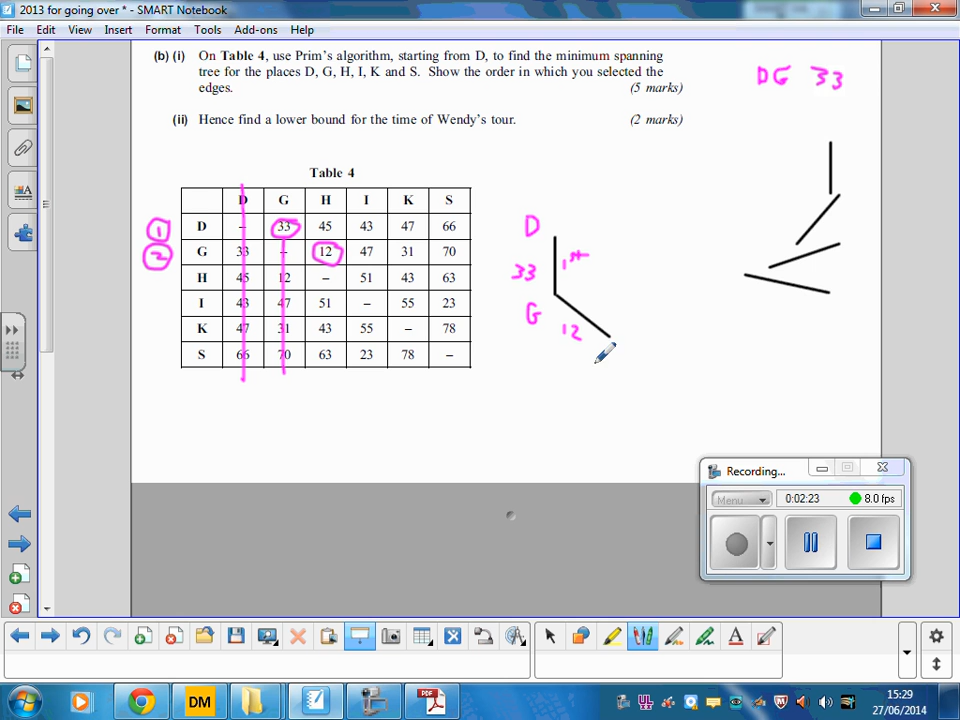 2013 for going over * - SMART Notebook
File Edit View Insert Format Tools Draw Window Help
(b) (i) On Table 4, use Prim's algorithm, starting from D, to find the minimum spanning
tree for the places D, G, H, I, K and S. Show the order in which you selected the
edges. (5 marks)
(ii) Hence find a lower bound for the time of Wendy's tour. (2 marks)
DG 33
Table 4
D G H I K S
1 D – 33 45 43 47 66
2 G 33 – 12 47 31 70
H 45 12 – 51 43 63
I 43 47 51 – 55 23
K 47 31 43 55 – 78
S 66 70 63 23 78 –
D
33 1st
G
12
Recording...
Menu 0:02:23 8.0 fps
A
DM
PDF
15:29
27/06/2014